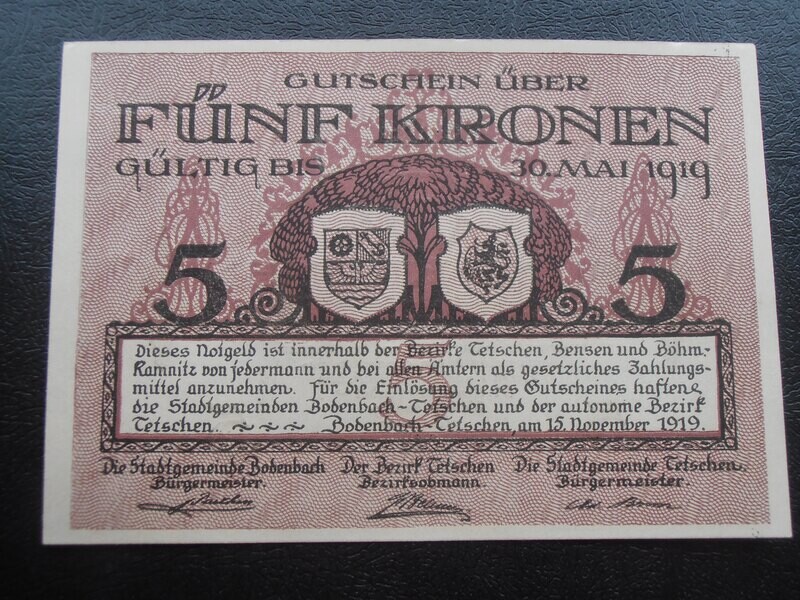 GUTSCHEIN ÜBER
FÜNF KRONEN
GÜLTIG BIS 30. MAI 1919
5 5
Dieses Notgeld ist innerhalb der Bezirke Tetschen, Bensen und Böhm.-
Kamnitz von jedermann und bei allen Ämtern als gesetzliches Zahlungs-
mittel anzunehmen. Für die Einlösung dieses Gutscheines haften
die Stadtgemeinden Bodenbach-Tetschen und der autonome Bezirk
Tetschen. ~ ~ ~ Bodenbach-Tetschen, am 15. November 1919.
Die Stadtgemeinde Bodenbach Der Bezirk Tetschen Die Stadtgemeinde Tetschen,
Bürgermeister. Bezirksobmann. Bürgermeister.